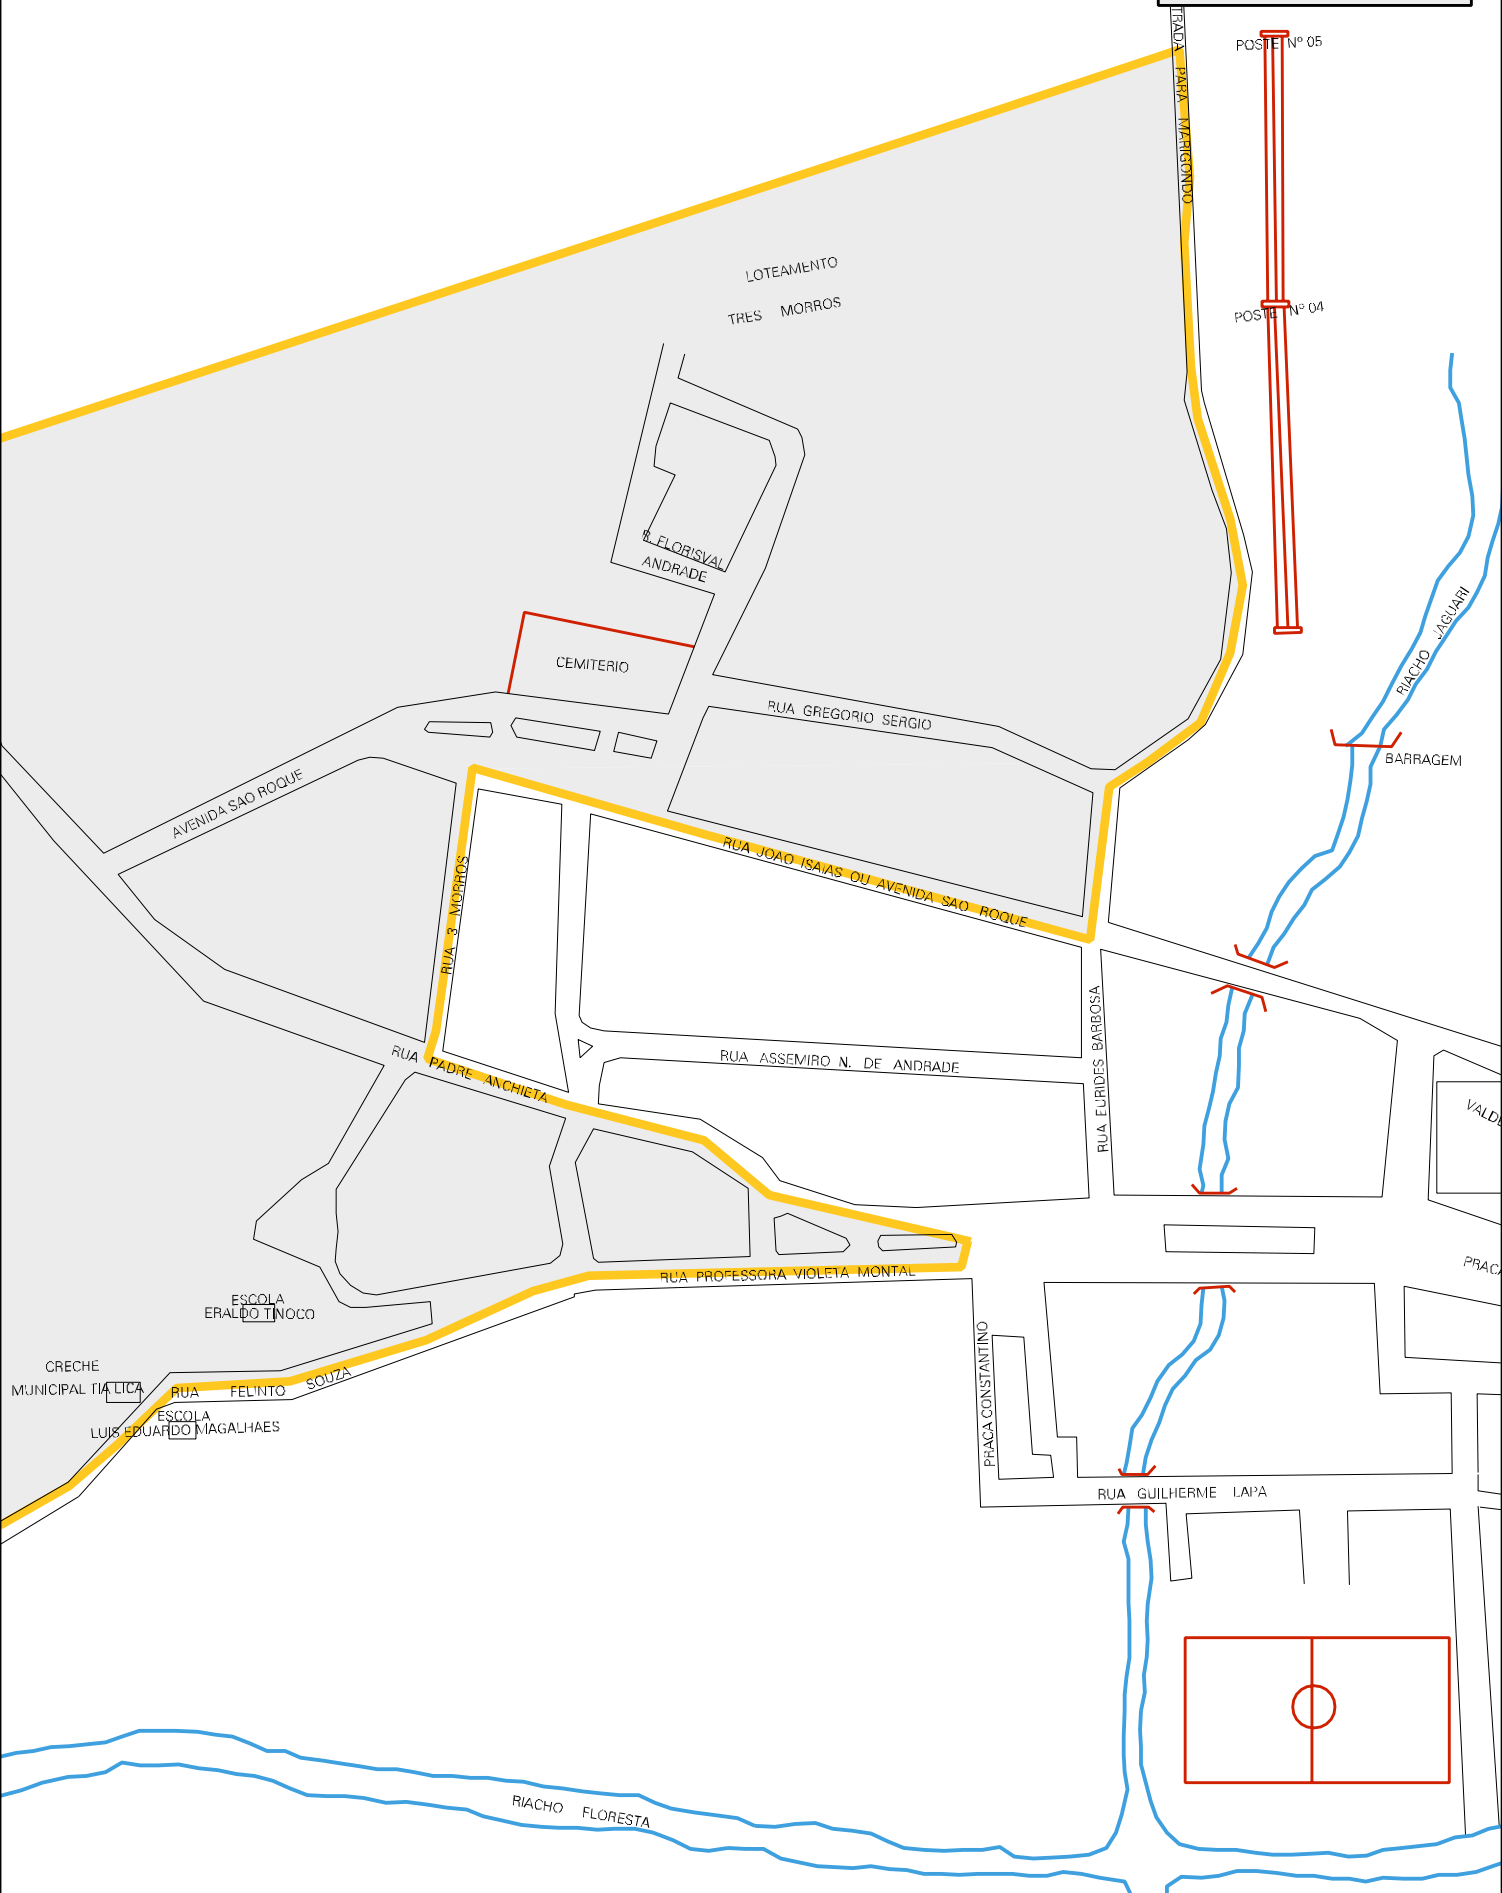 TRADA PARA MARIGONDO
POSTE Nº 05
LOTEAMENTO
TRES MORROS
POSTE Nº 04
R. FLORISVAL
ANDRADE
RIACHO JAGUARI
CEMITERIO
RUA GREGORIO SERGIO
BARRAGEM
AVENIDA SAO ROQUE
RUA JOAO ISAIAS OU AVENIDA SAO ROQUE
RUA 3 MORROS
RUA EURIDES BARBOSA
RUA PADRE ANCHIETA
RUA ASSEMIRO N. DE ANDRADE
VALDE
PRACA
RUA PROFESSORA VIOLETA MONTAL
ESCOLA
ERALDO TINOCO
CRECHE
MUNICIPAL TIA LICA
RUA FELINTO SOUZA
ESCOLA
LUIS EDUARDO MAGALHAES
PRACA CONSTANTINO
RUA GUILHERME LAPA
RIACHO FLORESTA